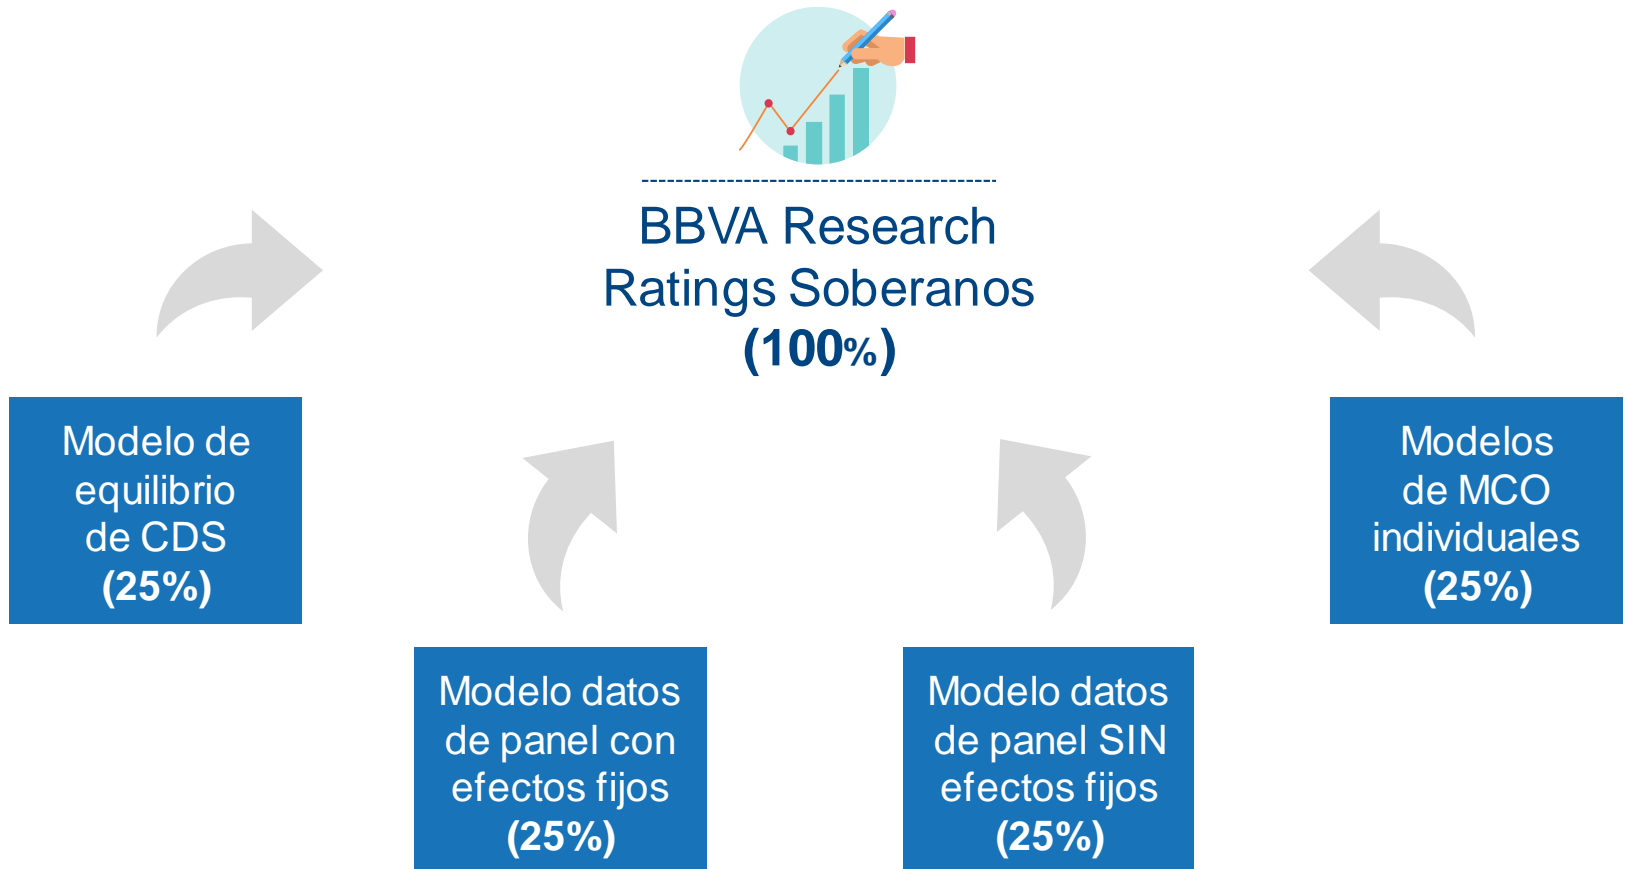 BBVA Research
Ratings Soberanos
(100%)
Modelo de
equilibrio
de CDS
(25%)
Modelo datos
de panel con
efectos fijos
(25%)
Modelo datos
de panel SIN
efectos fijos
(25%)
Modelos
de MCO
individuales
(25%)